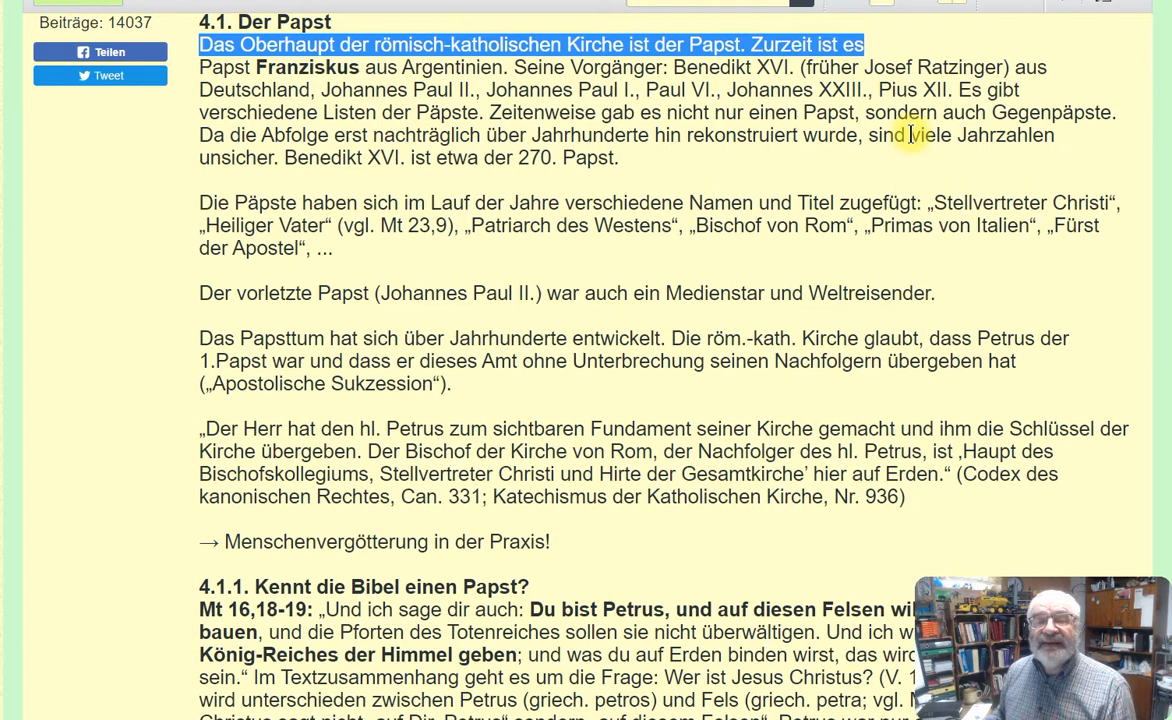 Beiträge: 14037
Teilen
Tweet
4.1. Der Papst
Das Oberhaupt der römisch-katholischen Kirche ist der Papst. Zurzeit ist es
Papst Franziskus aus Argentinien. Seine Vorgänger: Benedikt XVI. (früher Josef Ratzinger) aus
Deutschland, Johannes Paul II., Johannes Paul I., Paul VI., Johannes XXIII., Pius XII. Es gibt
verschiedene Listen der Päpste. Zeitenweise gab es nicht nur einen Papst, sondern auch Gegenpäpste.
Da die Abfolge erst nachträglich über Jahrhunderte hin rekonstruiert wurde, sind viele Jahrzahlen
unsicher. Benedikt XVI. ist etwa der 270. Papst.
Die Päpste haben sich im Lauf der Jahre verschiedene Namen und Titel zugefügt: „Stellvertreter Christi“,
„Heiliger Vater“ (vgl. Mt 23,9), „Patriarch des Westens“, „Bischof von Rom“, „Primas von Italien“, „Fürst
der Apostel“, ...
Der vorletzte Papst (Johannes Paul II.) war auch ein Medienstar und Weltreisender.
Das Papsttum hat sich über Jahrhunderte entwickelt. Die röm.-kath. Kirche glaubt, dass Petrus der
1.Papst war und dass er dieses Amt ohne Unterbrechung seinen Nachfolgern übergeben hat
(„Apostolische Sukzession“).
„Der Herr hat den hl. Petrus zum sichtbaren Fundament seiner Kirche gemacht und ihm die Schlüssel der
Kirche übergeben. Der Bischof der Kirche von Rom, der Nachfolger des hl. Petrus, ist ‚Haupt des
Bischofskollegiums, Stellvertreter Christi und Hirte der Gesamtkirche’ hier auf Erden.“ (Codex des
kanonischen Rechtes, Can. 331; Katechismus der Katholischen Kirche, Nr. 936)
→ Menschenvergötterung in der Praxis!
4.1.1. Kennt die Bibel einen Papst?
Mt 16,18-19: „Und ich sage dir auch: Du bist Petrus, und auf diesen Felsen
bauen, und die Pforten des Totenreiches sollen sie nicht überwältigen. Und ich
König-Reiches der Himmel geben; und was du auf Erden binden wirst, das
sein.“ Im Textzusammenhang geht es um die Frage: Wer ist Jesus Christus? (V.
wird unterschieden zwischen Petrus (griech. petros) und Fels (griech. petra; vgl.